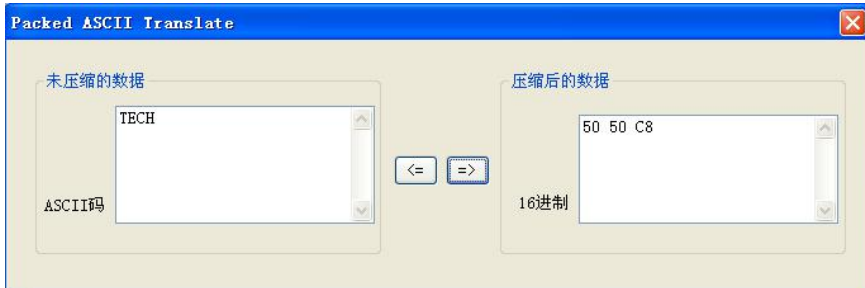 Packed ASCII Translate
未压缩的数据
TECH
ASCII码
<=
=>
压缩后的数据
50 50 C8
16进制